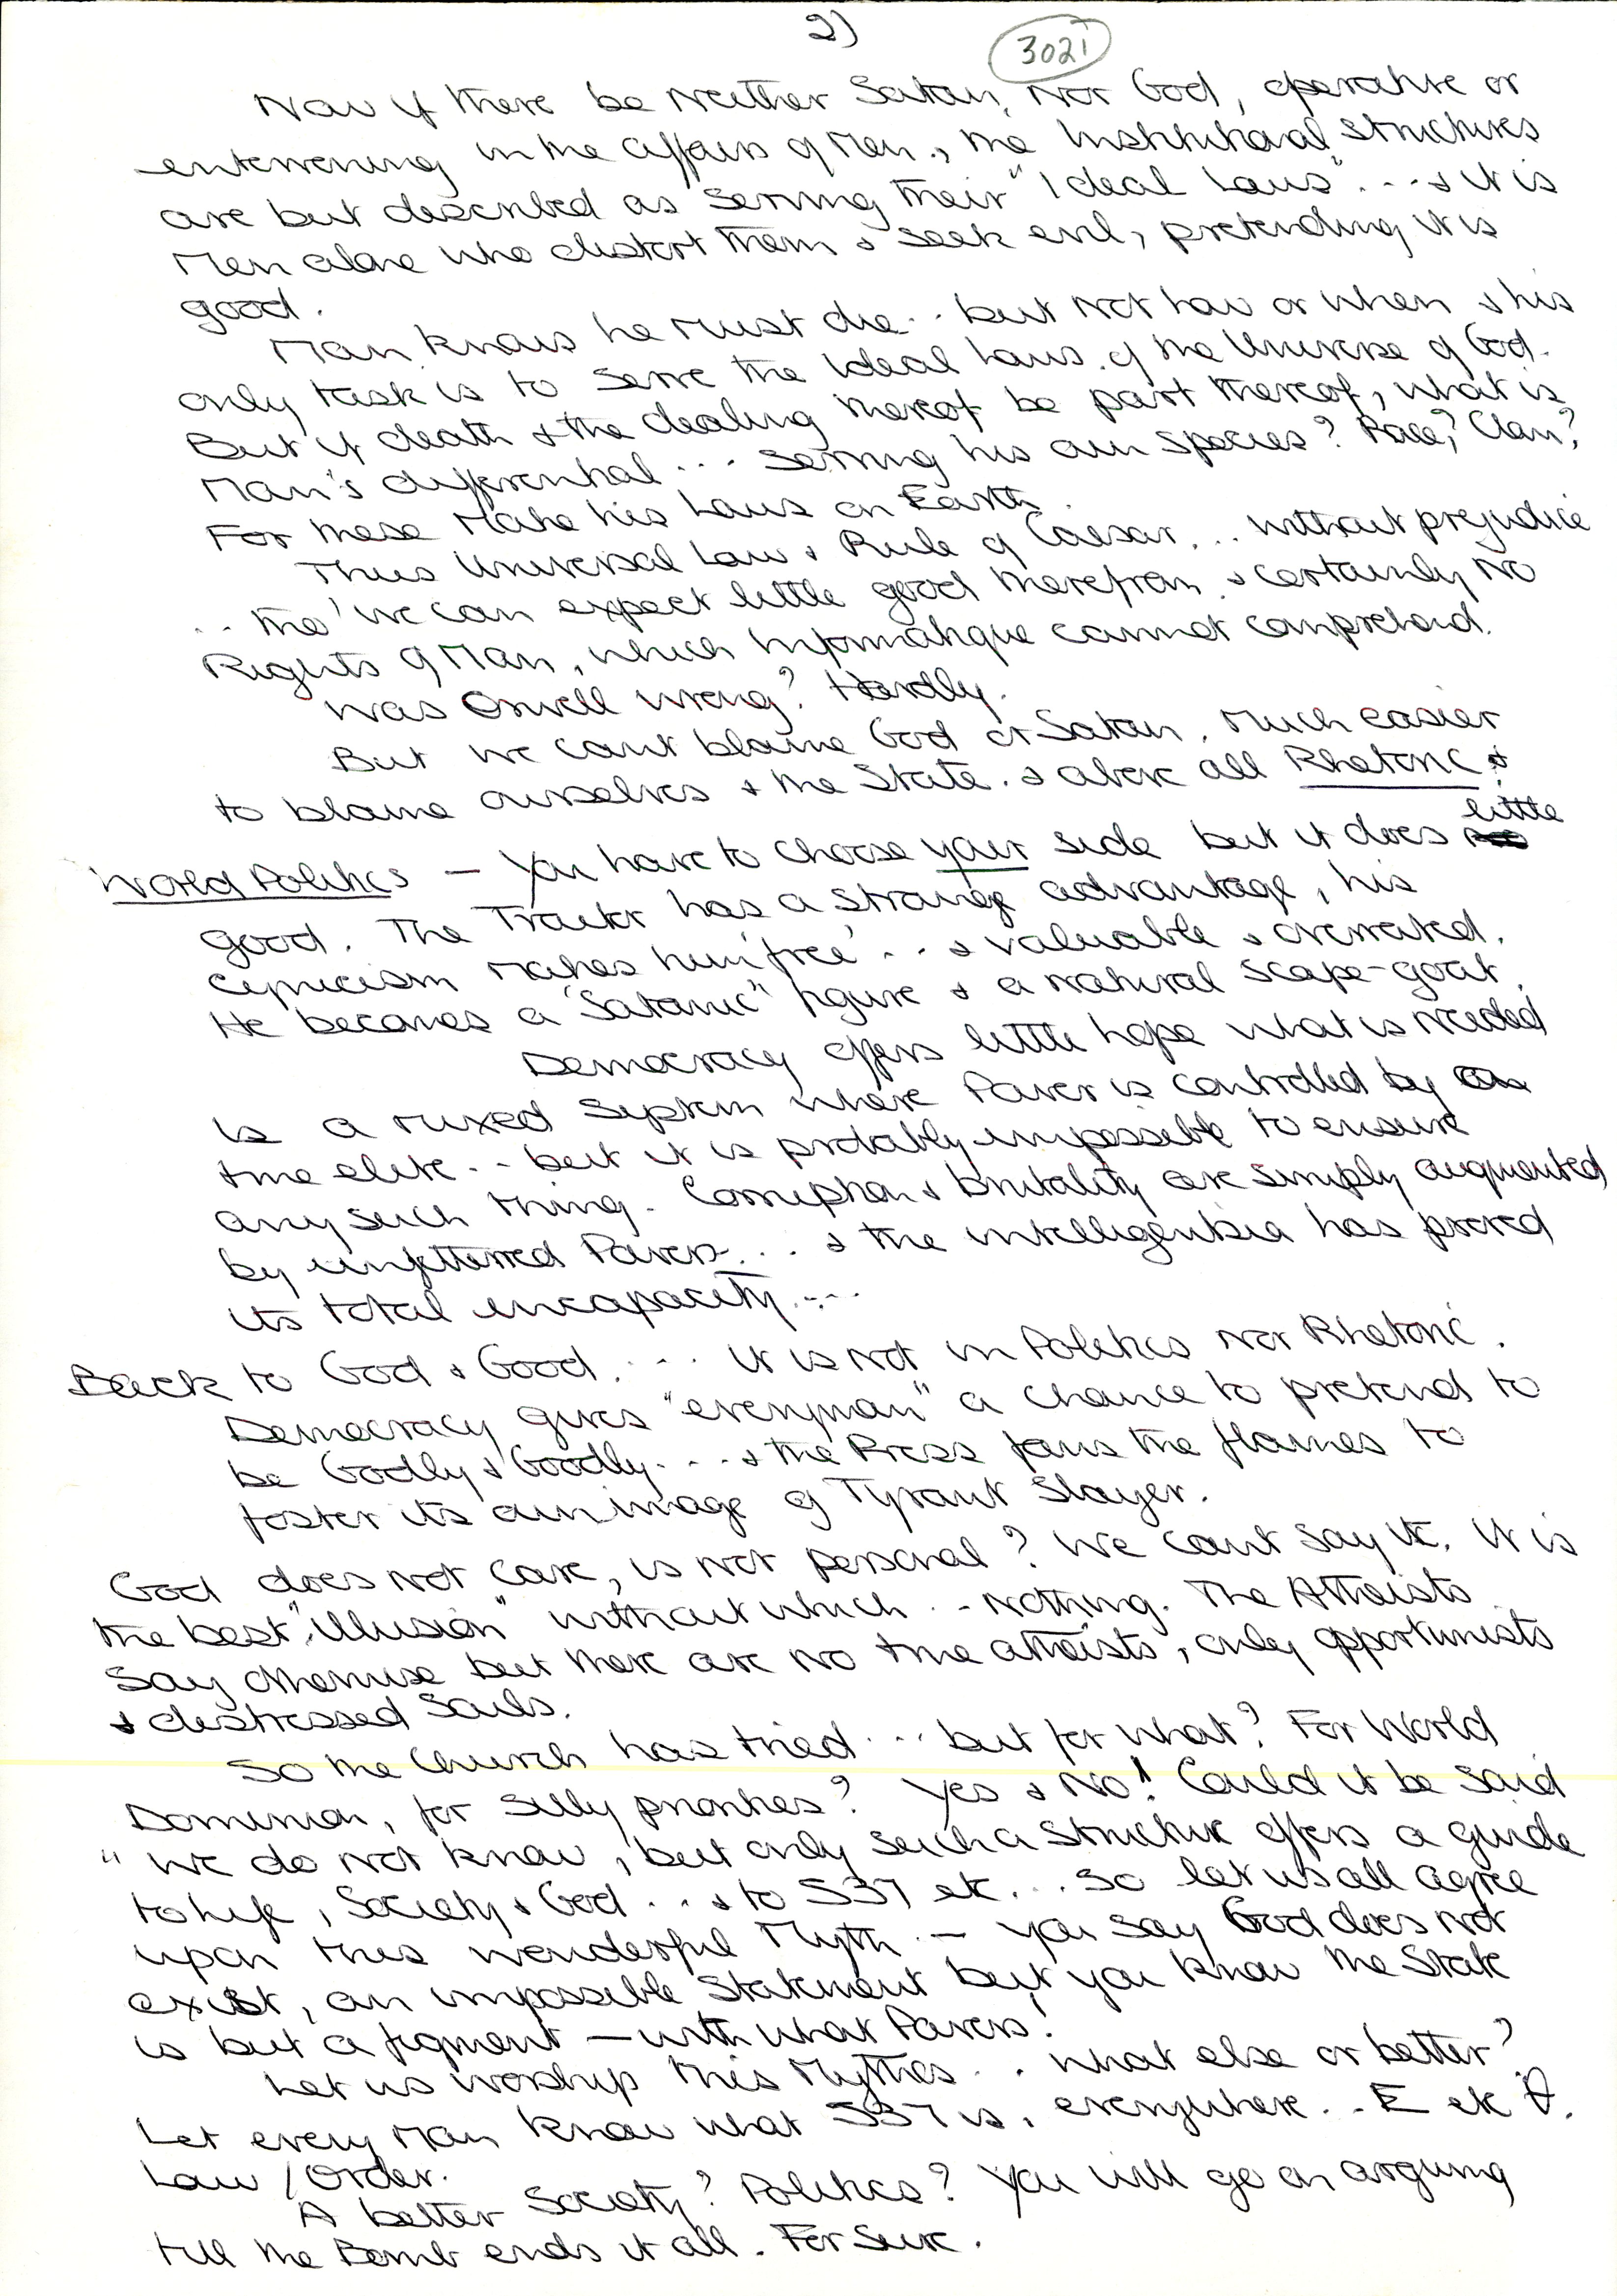 2)
302T
Now if there be Neither Satan, Nor God, operative or
entervening in the affairs of Men., the Institutional structures
are but described as "serving their "Ideal Laws"... & it is
Men alone who distort them & seek evil, pretending it is
good.
Man knows he must die.. but not how or when & his
only task is to serve the Ideal Laws. of the Universe of God.
But if death & the dealing thereof be part thereof, what is
Man's differential... serving his own species? Race? Clan?
For these make his Laws on Earth.
Thus Universal Law & Rule of Caesar... without prejudice
.. tho' we can expect little good therefrom & certainly no
Rights of Man, which Informatique cannot comprehend.
Was Orwell wrong? Hardly.
But we cant blame God or Satan, much easier
to blame ourselves & the State. & above all Rhetoric &
World Politics — You have to choose your side but it does little
good. The Traitor has a strange advantage, his
cynicism makes him 'free'... & valuable & overrated.
He becomes a "Satanic" figure & a natural scape-goat.
Democracy offers little hope what is needed
is a mixed system where Power is controlled by
true elite... but it is probably impossible to ensure
any such thing. Corruption & brutality are simply augmented
by unfettered Powers... & the intelligentsia has proved
its total incapacity....
Back to God & Good... it is not in Politics nor Rhetoric.
Democracy gives "everyman" a chance to pretend to
be Godly & Goodly... & the Press fans the flames to
foster its own image of Tyrant Slayer.
God does not care, is not personal? We cant say it. It is
the best "illusion" without which .. Nothing. The Atheists
say otherwise but there are no true atheists, only opportunists
& distressed souls.
So the Church has tried... but for what? For World
Dominion, for silly priorities? Yes & No! Could it be said
" We do not know, but only such a structure offers a guide
to Life, Society & God... & to 537 etc... so let us all agree
upon this wonderful Myth. — You say God does not
exist, an impossible statement but you know the State
is but a figment — with what Powers!
Let us worship this Mythos... what else or better?
Let every man know what 537 is, everywhere.. E etc θ.
Law / Order.
A better Society? Politics? You will go on arguing
till the Bomb ends it all. For Sure.